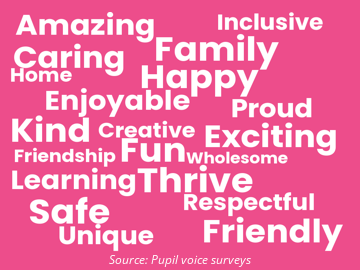 Amazing Inclusive
Caring Family
Home Happy
Enjoyable Proud
Kind Creative Exciting
Friendship Fun Wholesome
Learning Thrive
Safe Respectful
Unique Friendly
Source: Pupil voice surveys